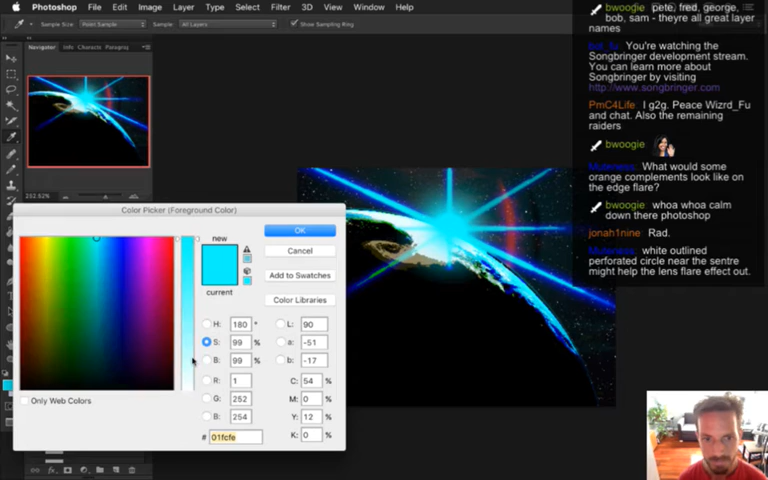 Photoshop File Edit Image Layer Type Select Filter 3D View Window Help
Sample Size: Point Sample Sample: All Layers Show Sampling Ring
Navigator Info Characte Paragraph
252.62%
Color Picker (Foreground Color)
new
current
OK
Cancel
Add to Swatches
Color Libraries
H: 180 °
S: 99 %
B: 99 %
R: 1
G: 252
B: 254
# 01fcfe
L: 90
a: -51
b: -17
C: 54 %
M: 0 %
Y: 12 %
K: 0 %
Only Web Colors
bwoogie pete, fred, george,
bob, sam - theyre all great layer
names
You're watching the
Songbringer development stream.
You can learn more about
Songbringer by visiting
http://www.songbringer.com
PmC4Life I g2g. Peace Wizrd_Fu
and chat. Also the remaining
raiders
bwoogie
Muteness: What would some
orange complements look like on
the edge flare?
bwoogie whoa whoa calm
down there photoshop
jonah1nine Rad.
Muteness: white outlined
perforated circle near the sentre
might help the lens flare effect out.